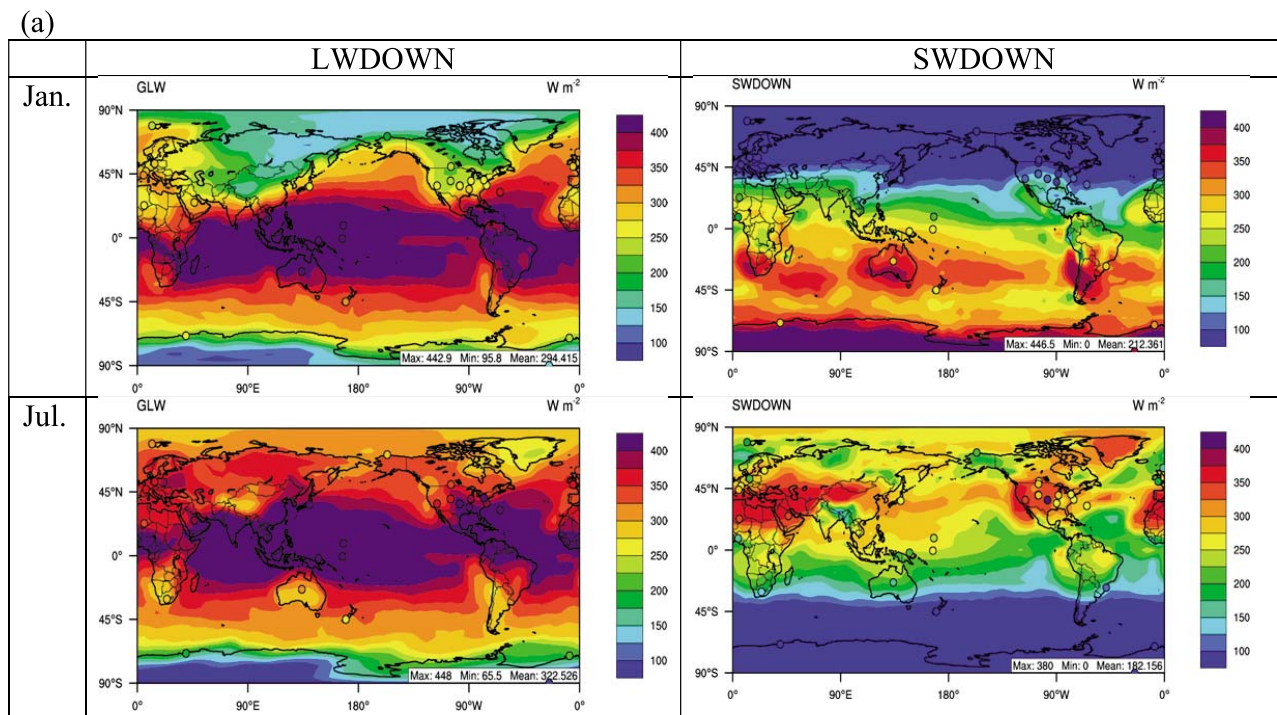 (a)
LWDOWN SWDOWN
Jan.
GLW W m-2
90°N
45°N
0°
45°S
90°S
0° 90°E 180° 90°W 0°
400
350
300
250
200
150
100
Max: 442.9 Min: 95.8 Mean: 294.415
SWDOWN W m-2
90°N
45°N
0°
45°S
90°S
0° 90°E 180° 90°W 0°
400
350
300
250
200
150
100
Max: 446.5 Min: 0 Mean: 212.361
Jul.
GLW W m-2
90°N
45°N
0°
45°S
90°S
0° 90°E 180° 90°W 0°
400
350
300
250
200
150
100
Max: 448 Min: 65.5 Mean: 322.526
SWDOWN W m-2
90°N
45°N
0°
45°S
90°S
0° 90°E 180° 90°W 0°
400
350
300
250
200
150
100
Max: 380 Min: 0 Mean: 182.156